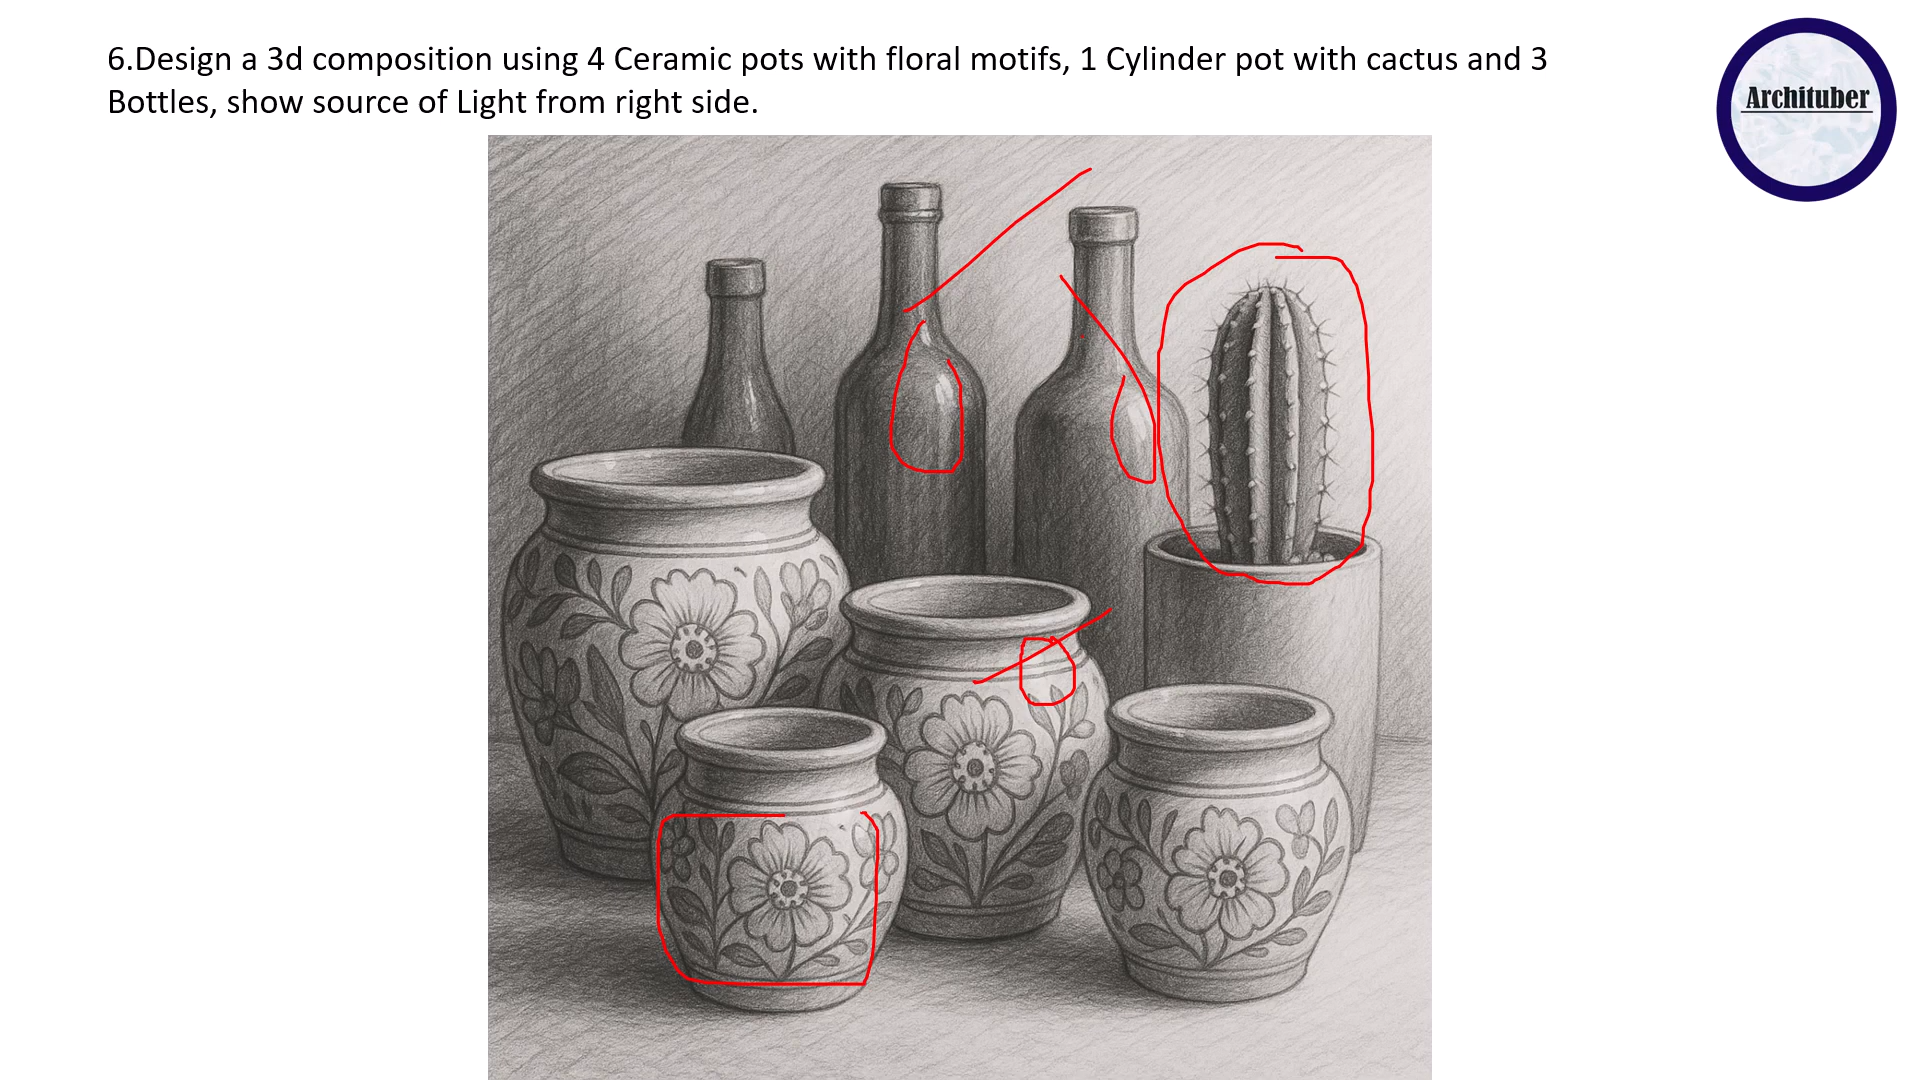 6.Design a 3d composition using 4 Ceramic pots with floral motifs, 1 Cylinder pot with cactus and 3
Bottles, show source of Light from right side.
Archituber